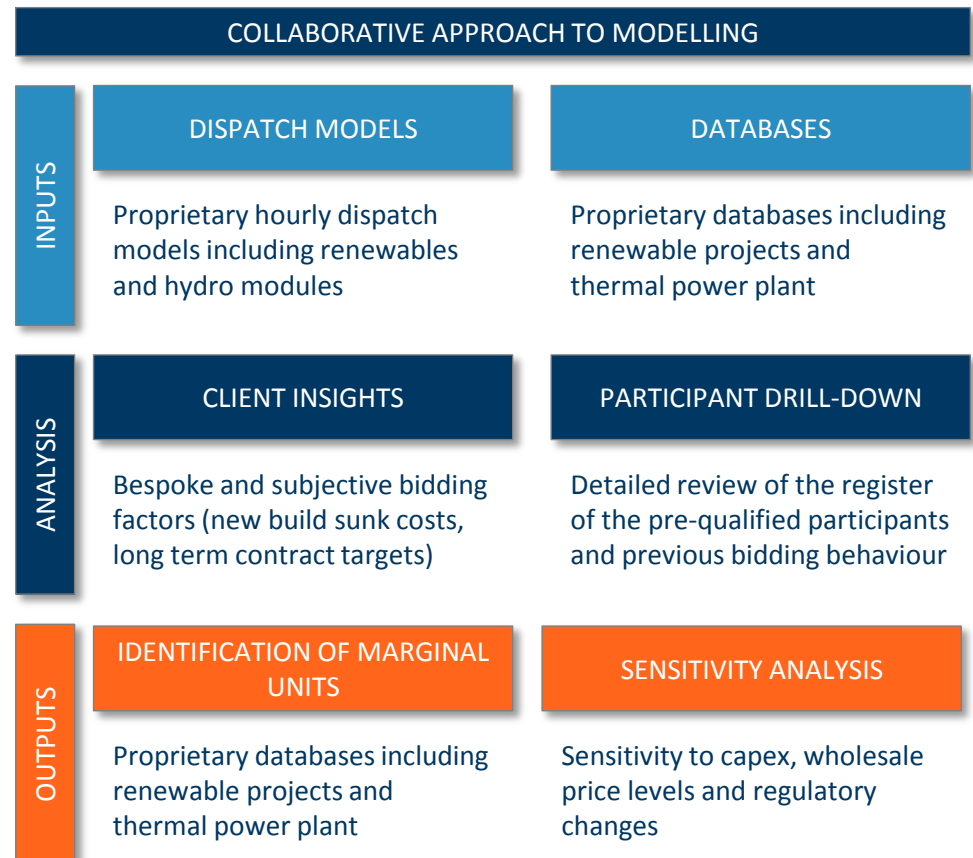 COLLABORATIVE APPROACH TO MODELLING
INPUTS
DISPATCH MODELS
Proprietary hourly dispatch
models including renewables
and hydro modules
DATABASES
Proprietary databases including
renewable projects and
thermal power plant
ANALYSIS
CLIENT INSIGHTS
Bespoke and subjective bidding
factors (new build sunk costs,
long term contract targets)
PARTICIPANT DRILL-DOWN
Detailed review of the register
of the pre-qualified participants
and previous bidding behaviour
OUTPUTS
IDENTIFICATION OF MARGINAL
UNITS
Proprietary databases including
renewable projects and
thermal power plant
SENSITIVITY ANALYSIS
Sensitivity to capex, wholesale
price levels and regulatory
changes